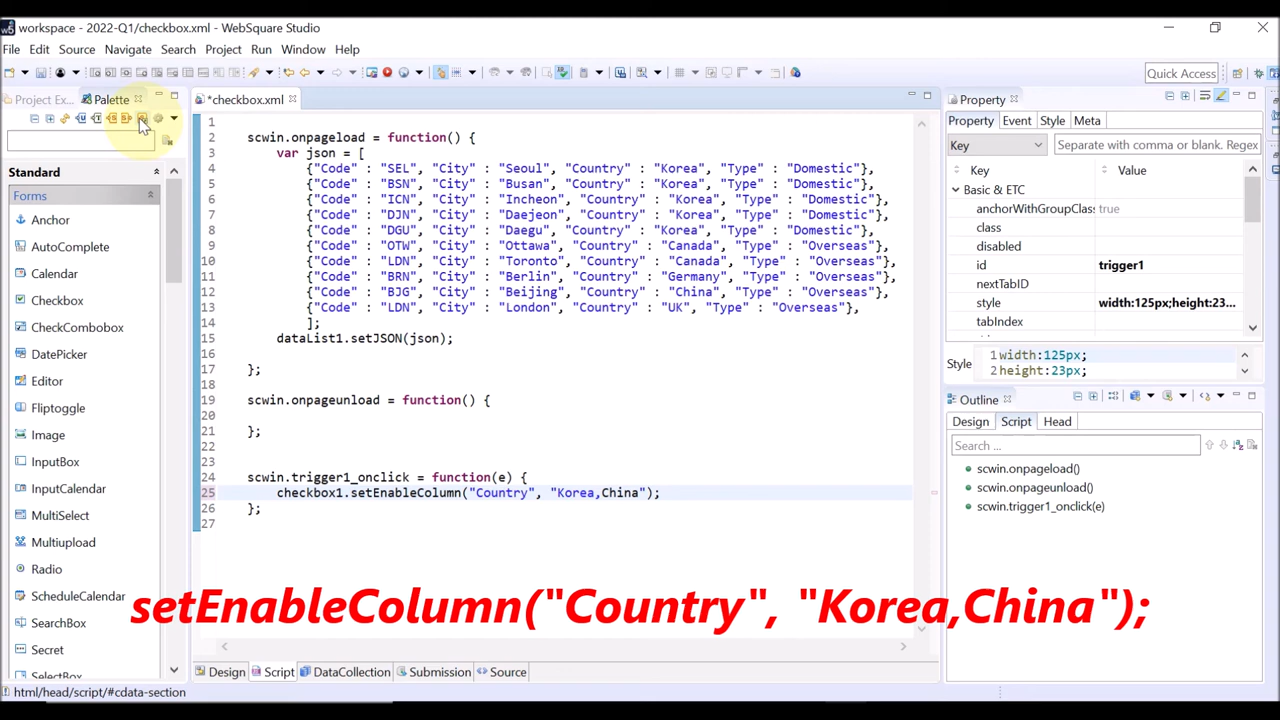 workspace - 2022-Q1/checkbox.xml - WebSquare Studio
File Edit Source Navigate Search Project Run Window Help
Quick Access
Project Ex... Palette
Standard
Forms
Anchor
AutoComplete
Calendar
Checkbox
CheckCombobox
DatePicker
Editor
Fliptoggle
Image
InputBox
InputCalendar
MultiSelect
Multiupload
Radio
ScheduleCalendar
SearchBox
Secret
SelectBox
*checkbox.xml
1
2 scwin.onpageload = function() {
3 var json = [
4 {"Code" : "SEL", "City" : "Seoul", "Country" : "Korea", "Type" : "Domestic"},
5 {"Code" : "BSN", "City" : "Busan", "Country" : "Korea", "Type" : "Domestic"},
6 {"Code" : "ICN", "City" : "Incheon", "Country" : "Korea", "Type" : "Domestic"},
7 {"Code" : "DJN", "City" : "Daejeon", "Country" : "Korea", "Type" : "Domestic"},
8 {"Code" : "DGU", "City" : "Daegu", "Country" : "Korea", "Type" : "Domestic"},
9 {"Code" : "OTW", "City" : "Ottawa", "Country" : "Canada", "Type" : "Overseas"},
10 {"Code" : "LDN", "City" : "Toronto", "Country" : "Canada", "Type" : "Overseas"},
11 {"Code" : "BRN", "City" : "Berlin", "Country" : "Germany", "Type" : "Overseas"},
12 {"Code" : "BJG", "City" : "Beijing", "Country" : "China", "Type" : "Overseas"},
13 {"Code" : "LDN", "City" : "London", "Country" : "UK", "Type" : "Overseas"},
14 ];
15 dataList1.setJSON(json);
16
17 };
18
19 scwin.onpageunload = function() {
20
21 };
22
23
24 scwin.trigger1_onclick = function(e) {
25 checkbox1.setEnableColumn("Country", "Korea,China");
26 };
27
setEnableColumn("Country", "Korea,China");
Design Script DataCollection Submission Source
html/head/script/#cdata-section
Property
Property Event Style Meta
Key Separate with comma or blank. Regex
Key Value
Basic & ETC
anchorWithGroupClass true
class
disabled
id trigger1
nextTabID
style width:125px;height:23...
tabIndex
Style
1 width:125px;
2 height:23px;
Outline
Design Script Head
Search ...
scwin.onpageload()
scwin.onpageunload()
scwin.trigger1_onclick(e)